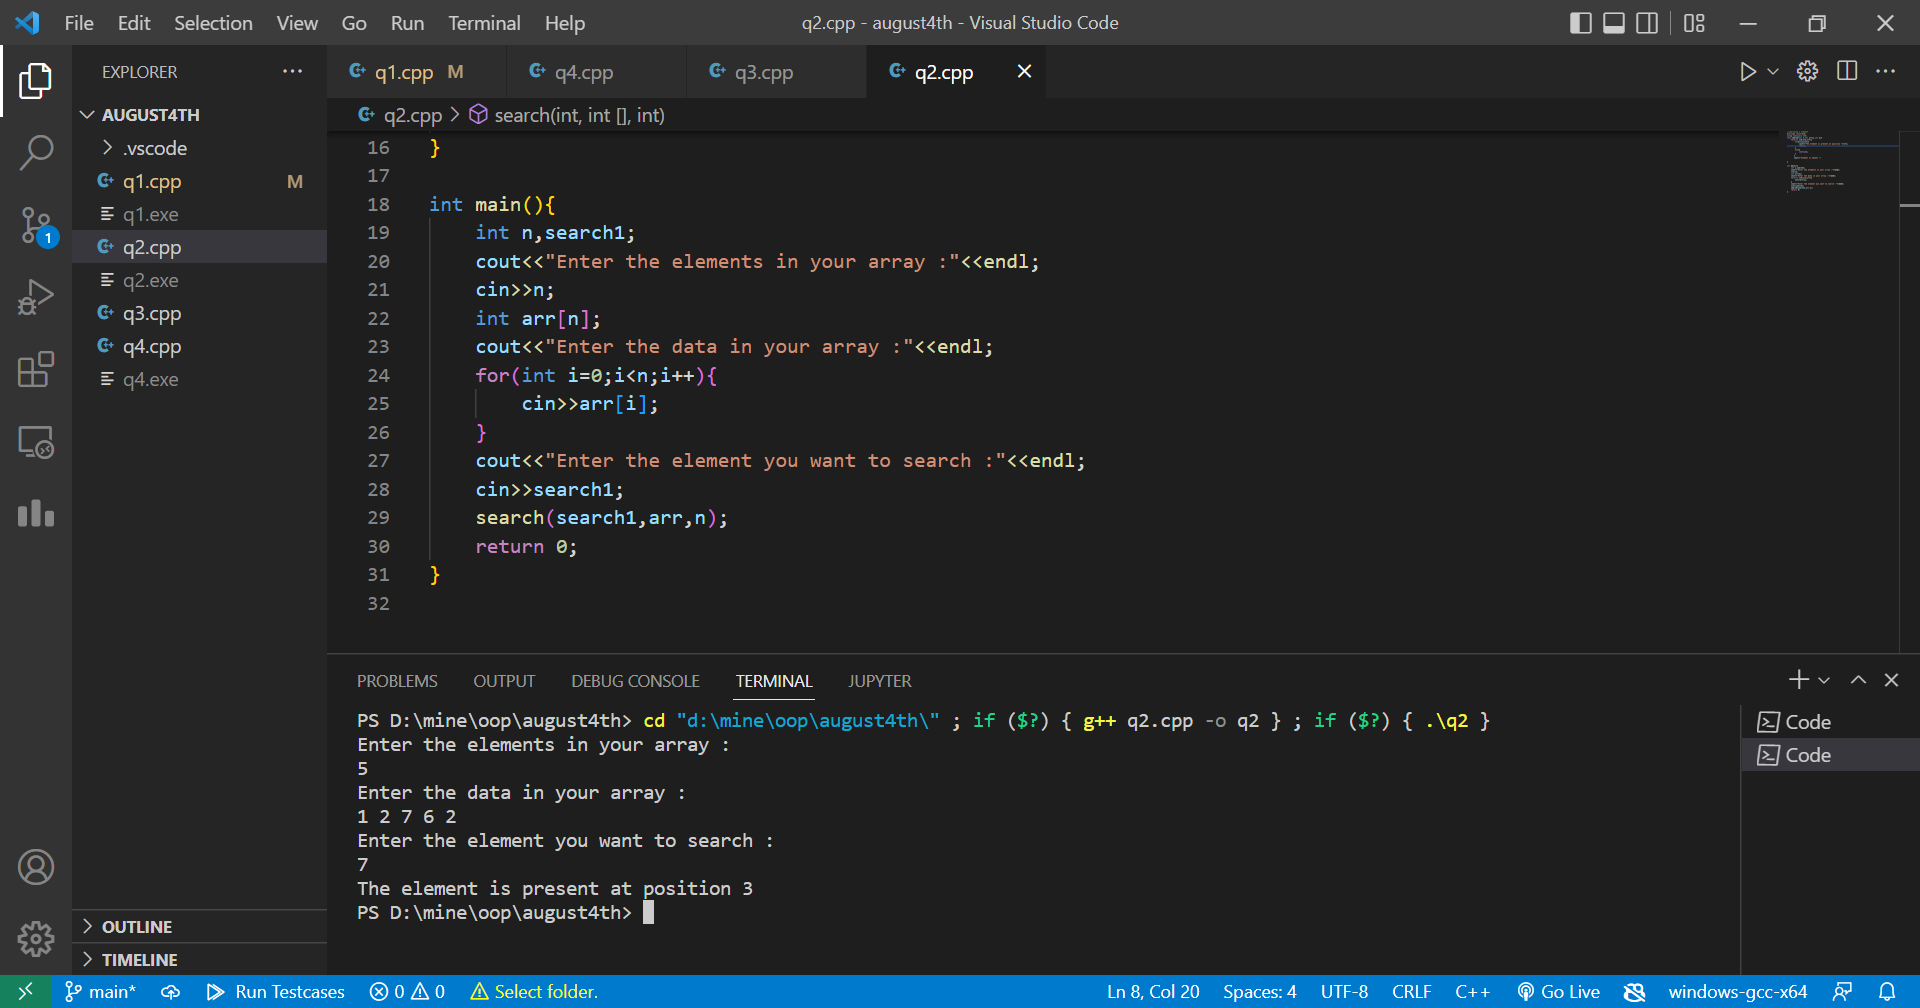 File Edit Selection View Go Run Terminal Help q2.cpp - august4th - Visual Studio Code
EXPLORER
AUGUST4TH
.vscode
q1.cpp M
q1.exe
q2.cpp
q2.exe
q3.cpp
q4.cpp
q4.exe
OUTLINE
TIMELINE
1
q1.cpp M q4.cpp q3.cpp q2.cpp
q2.cpp > search(int, int [], int)
16 }
17
18 int main(){
19 int n,search1;
20 cout<<"Enter the elements in your array :"<<endl;
21 cin>>n;
22 int arr[n];
23 cout<<"Enter the data in your array :"<<endl;
24 for(int i=0;i<n;i++){
25 cin>>arr[i];
26 }
27 cout<<"Enter the element you want to search :"<<endl;
28 cin>>search1;
29 search(search1,arr,n);
30 return 0;
31 }
32
PROBLEMS OUTPUT DEBUG CONSOLE TERMINAL JUPYTER
PS D:\mine\oop\august4th> cd "d:\mine\oop\august4th\" ; if ($?) { g++ q2.cpp -o q2 } ; if ($?) { .\q2 }
Enter the elements in your array :
5
Enter the data in your array :
1 2 7 6 2
Enter the element you want to search :
7
The element is present at position 3
PS D:\mine\oop\august4th>
Code
Code
main* Run Testcases 0 0 Select folder. Ln 8, Col 20 Spaces: 4 UTF-8 CRLF C++ Go Live windows-gcc-x64